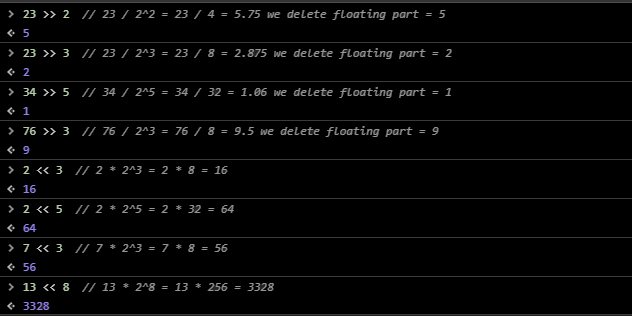 > 23 >> 2 // 23 / 2^2 = 23 / 4 = 5.75 we delete floating part = 5
5
> 23 >> 3 // 23 / 2^3 = 23 / 8 = 2.875 we delete floating part = 2
2
> 34 >> 5 // 34 / 2^5 = 34 / 32 = 1.06 we delete floating part = 1
1
> 76 >> 3 // 76 / 2^3 = 76 / 8 = 9.5 we delete floating part = 9
9
> 2 << 3 // 2 * 2^3 = 2 * 8 = 16
16
> 2 << 5 // 2 * 2^5 = 2 * 32 = 64
64
> 7 << 3 // 7 * 2^3 = 7 * 8 = 56
56
> 13 << 8 // 13 * 2^8 = 13 * 256 = 3328
3328